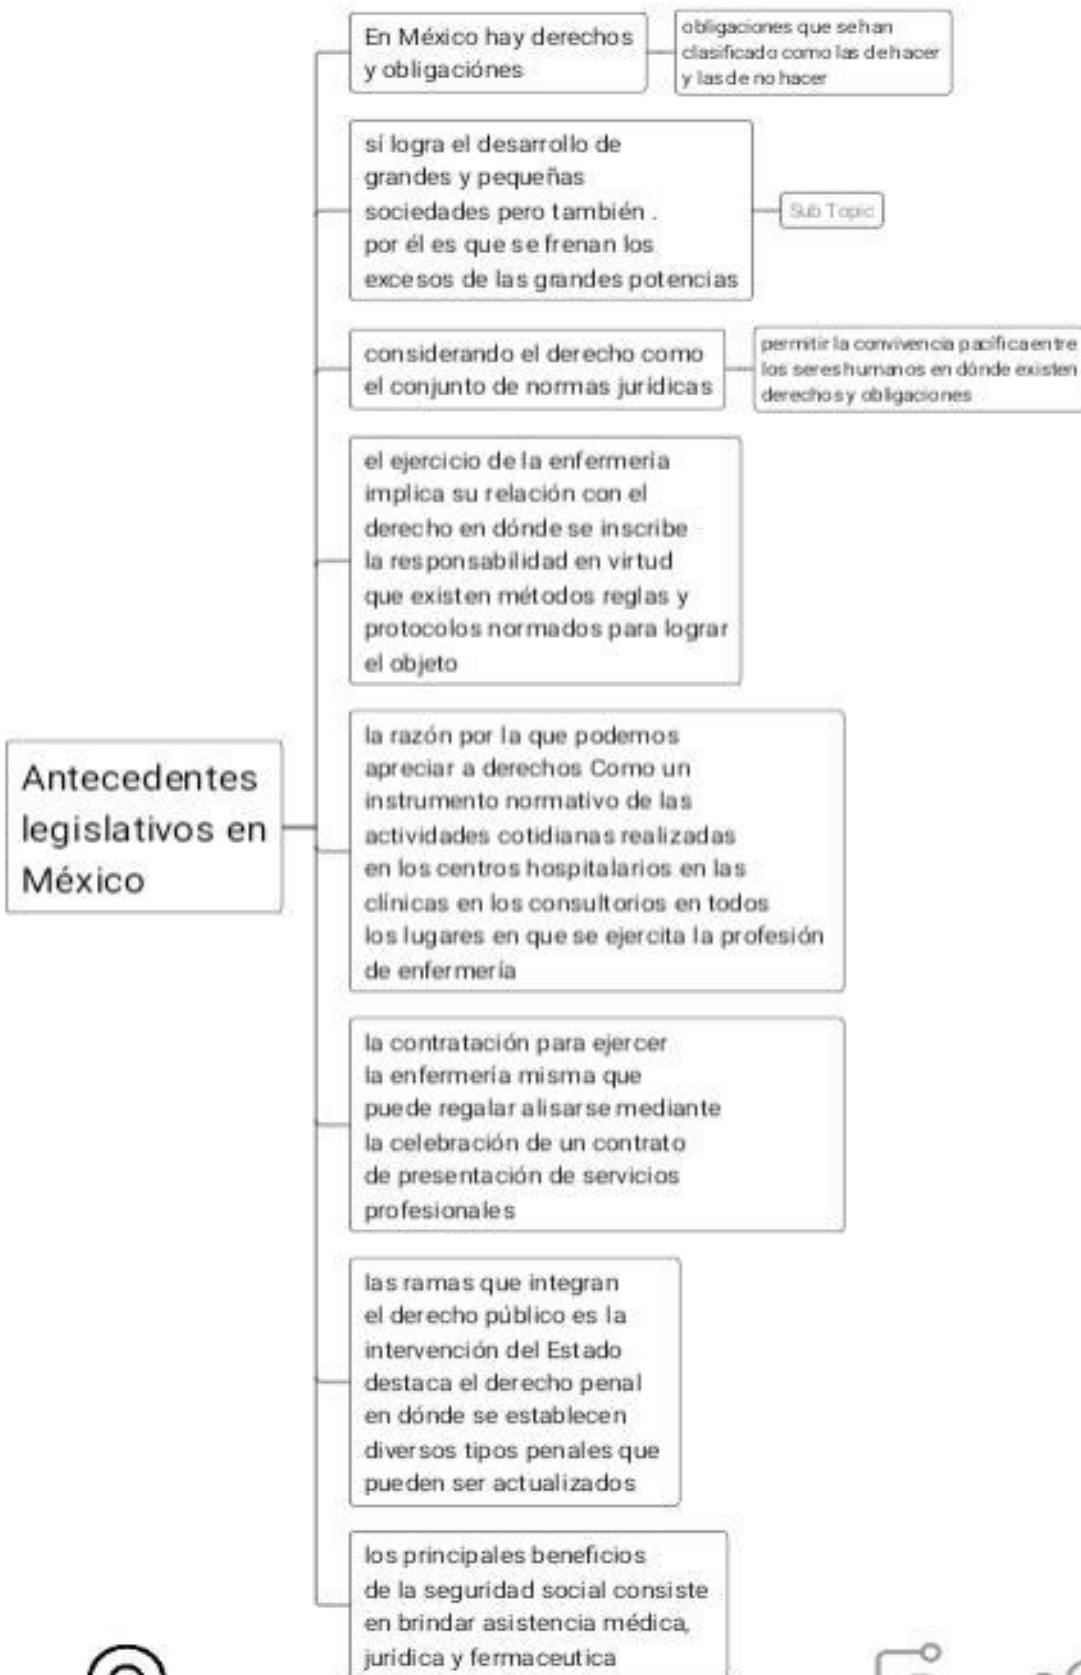 En México hay derechos
y obligaciónes
obligaciones que se han
clasificado como las de hacer
y las de no hacer
sí logra el desarrollo de
grandes y pequeñas
sociedades pero también .
por él es que se frenan los
excesos de las grandes potencias
Sub Topic
considerando el derecho como
el conjunto de normas jurídicas
permitir la convivencia pacífica entre
los seres humanos en dónde existen
derechos y obligaciones
el ejercicio de la enfermería
implica su relación con el
derecho en dónde se inscribe
la responsabilidad en virtud
que existen métodos reglas y
protocolos normados para lograr
el objeto
Antecedentes
legislativos en
México
la razón por la que podemos
apreciar a derechos Como un
instrumento normativo de las
actividades cotidianas realizadas
en los centros hospitalarios en las
clínicas en los consultorios en todos
los lugares en que se ejercita la profesión
de enfermería
la contratación para ejercer
la enfermería misma que
puede regalar alisarse mediante
la celebración de un contrato
de presentación de servicios
profesionales
las ramas que integran
el derecho público es la
intervención del Estado
destaca el derecho penal
en dónde se establecen
diversos tipos penales que
pueden ser actualizados
los principales beneficios
de la seguridad social consiste
en brindar asistencia médica,
jurídica y fermaceutica